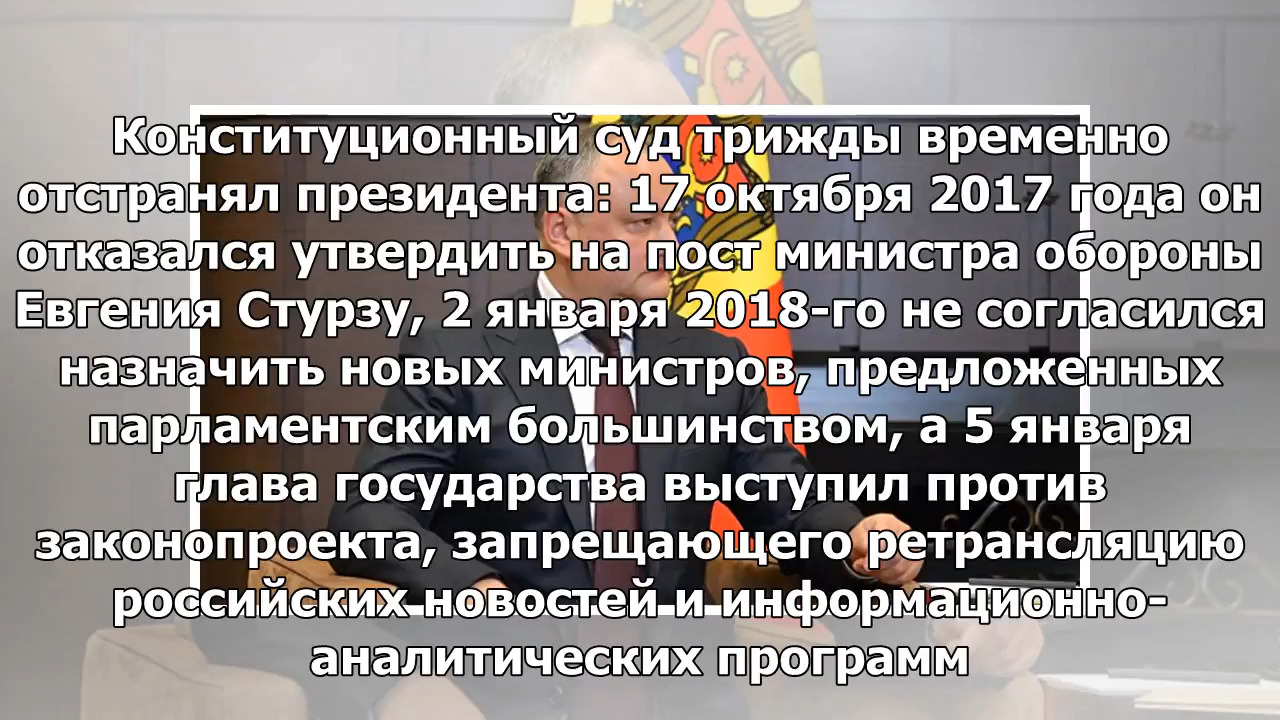 Конституционный суд трижды временно
отстранял президента: 17 октября 2017 года он
отказался утвердить на пост министра обороны
Евгения Стурзу, 2 января 2018-го не согласился
назначить новых министров, предложенных
парламентским большинством, а 5 января
глава государства выступил против
законопроекта, запрещающего ретрансляцию
российских новостей и информационно-
аналитических программ